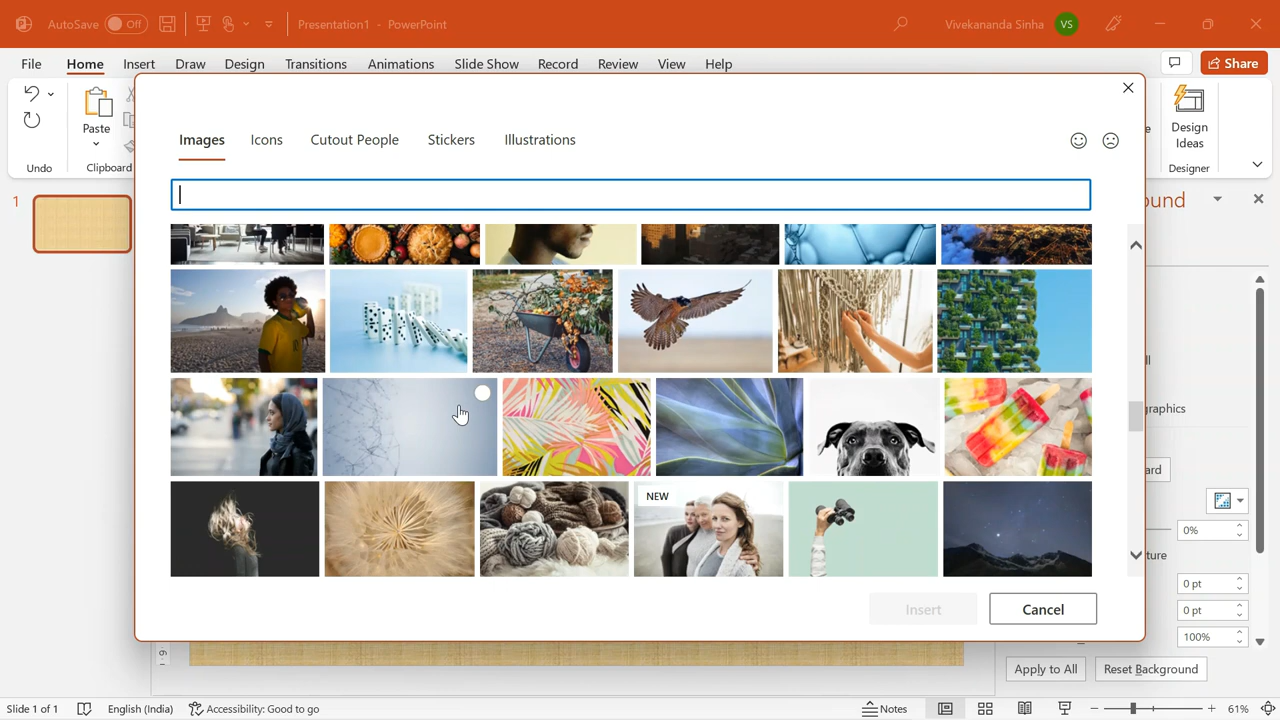 AutoSave Off Presentation1 - PowerPoint Vivekananda Sinha VS
File Home Insert Draw Design Transitions Animations Slide Show Record Review View Help Share
Paste
Undo Clipboard
Design
Ideas
Designer
Images Icons Cutout People Stickers Illustrations
1
ound
ll
raphics
ard
0%
ture
0 pt
0 pt
100%
NEW
Insert Cancel
Apply to All Reset Background
Slide 1 of 1 English (India) Accessibility: Good to go Notes 61%